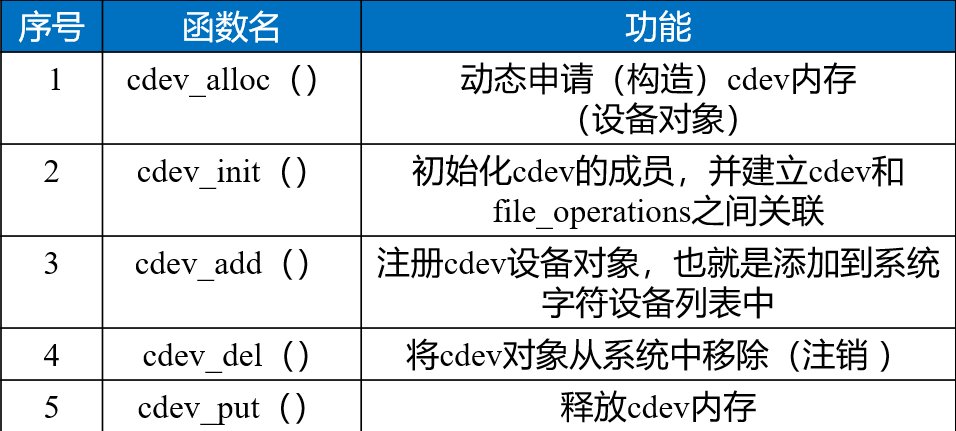 序号 函数名 功能
1 cdev_alloc（） 动态申请（构造）cdev内存
（设备对象）
2 cdev_init（） 初始化cdev的成员，并建立cdev和
file_operations之间关联
3 cdev_add（） 注册cdev设备对象，也就是添加到系统
字符设备列表中
4 cdev_del（） 将cdev对象从系统中移除（注销 ）
5 cdev_put（） 释放cdev内存